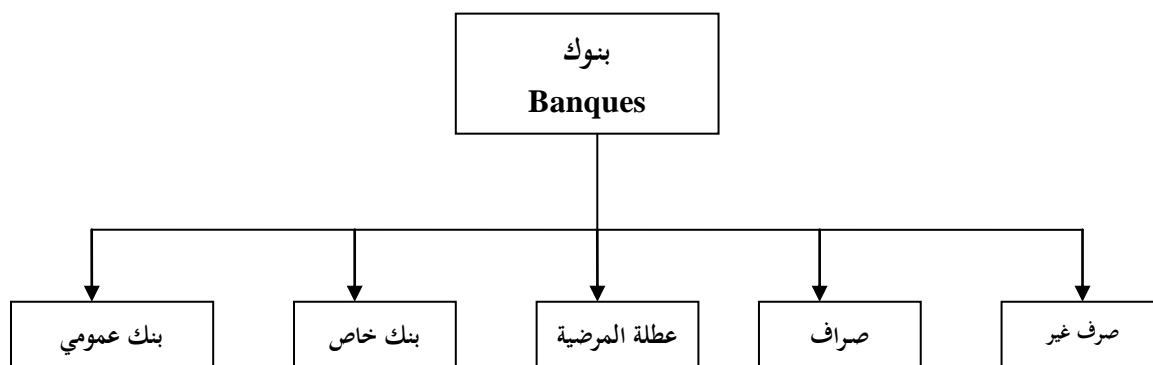 بنوك
Banques
صرف غير
صراف
عطلة المرضية
بنك خاص
بنك عمومي